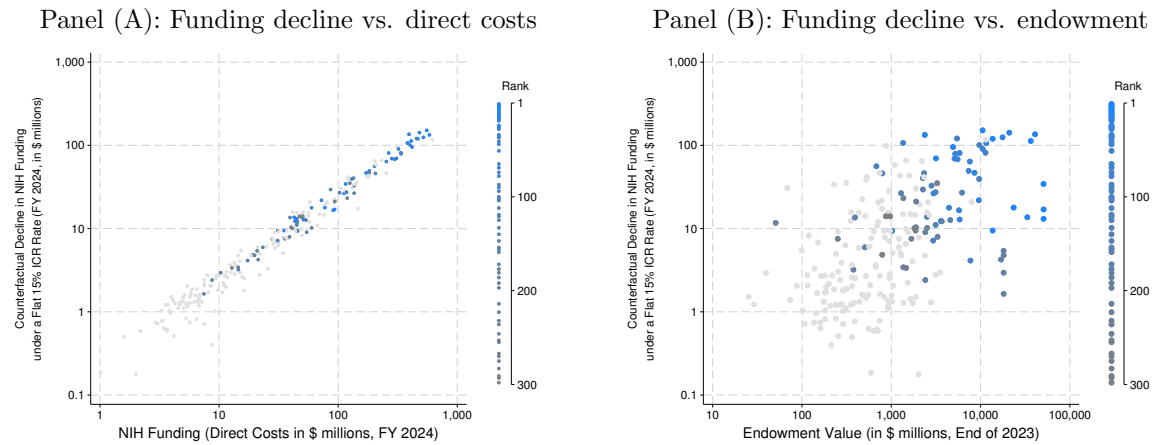 Panel (A): Funding decline vs. direct costs
Counterfactual Decline in NIH Funding
under a Flat 15% ICR Rate (FY 2024, in $ millions)
1,000
100
10
1
0.1
1
10
100
1,000
NIH Funding (Direct Costs in $ millions, FY 2024)
Rank
1
100
200
300
Panel (B): Funding decline vs. endowment
Counterfactual Decline in NIH Funding
under a Flat 15% ICR Rate (FY 2024, in $ millions)
1,000
100
10
1
0.1
10
100
1,000
10,000
100,000
Endowment Value (in $ millions, End of 2023)
Rank
1
100
200
300